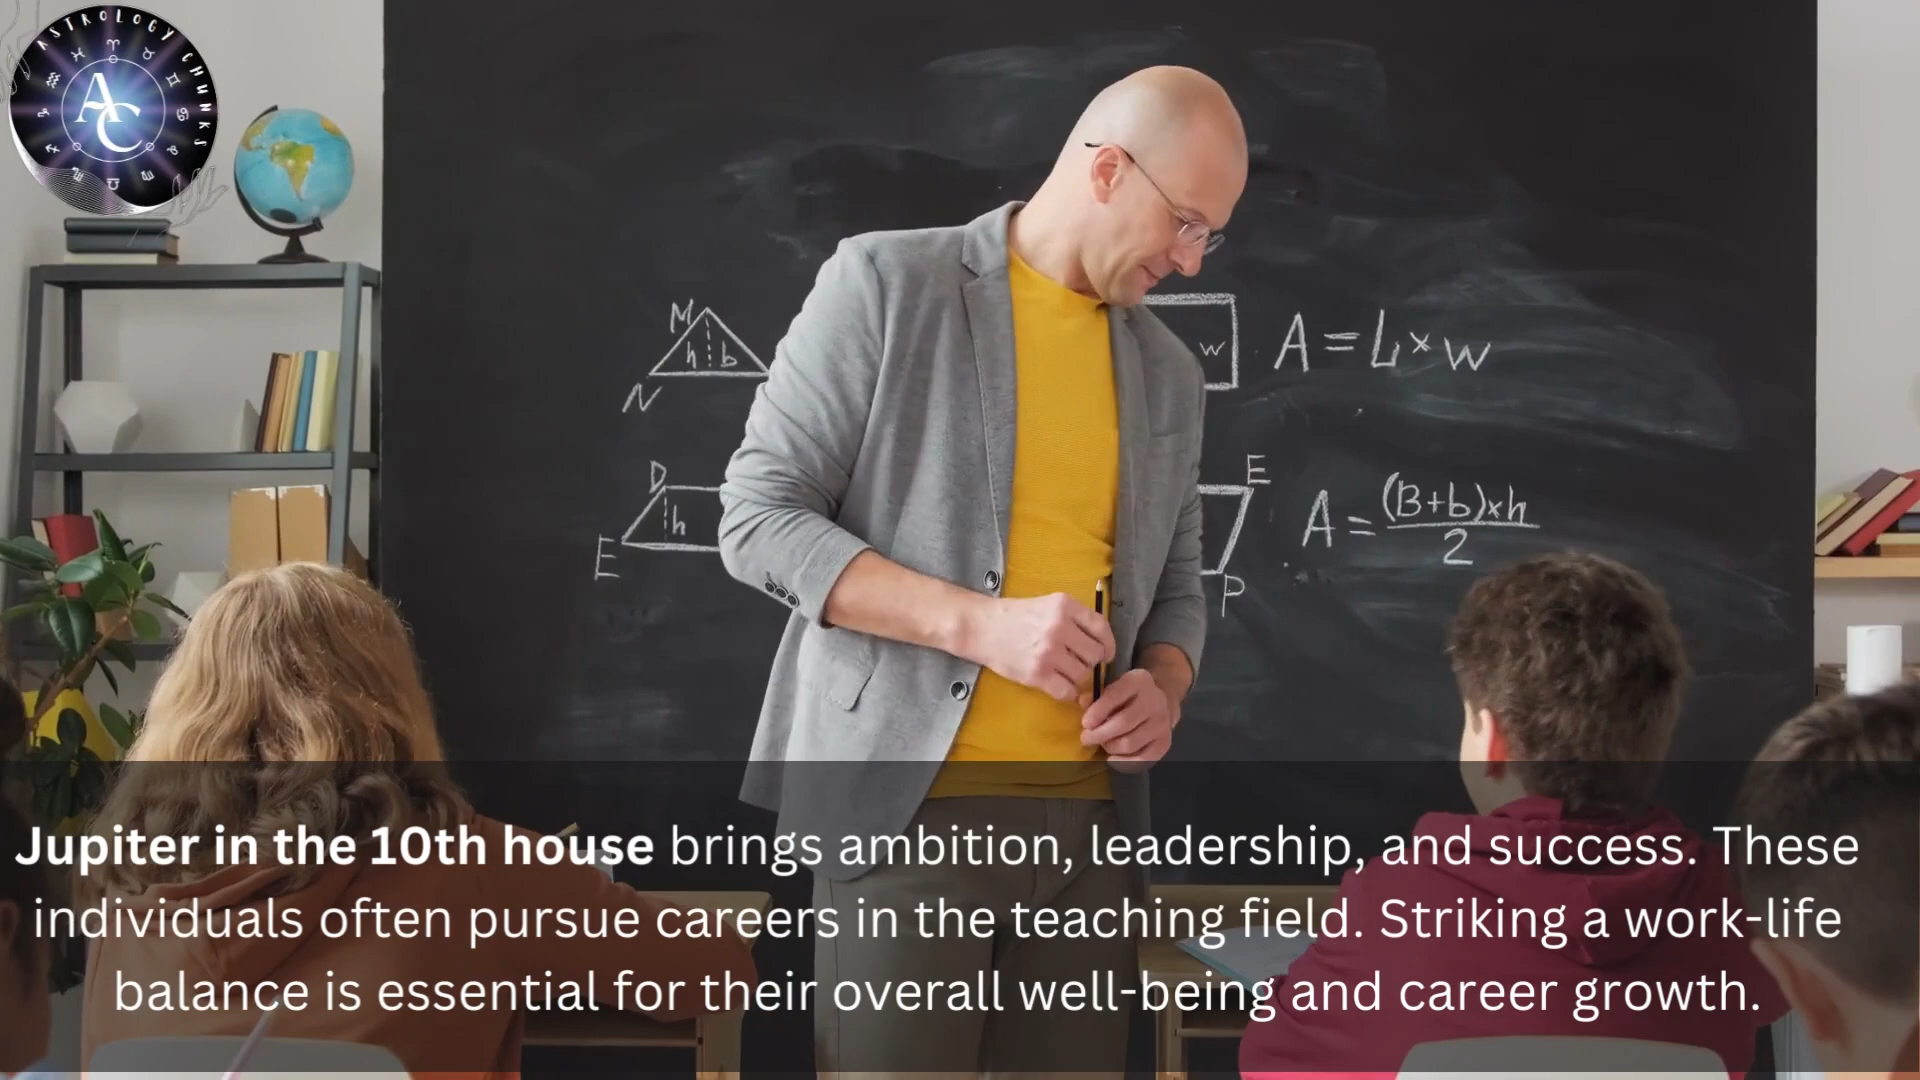 ASTROLOGY CHUNKS
AC
M
h b
N
w
A = L × w
D
h
E
E
P
A = (B+b)×h
2
Jupiter in the 10th house brings ambition, leadership, and success. These
individuals often pursue careers in the teaching field. Striking a work-life
balance is essential for their overall well-being and career growth.